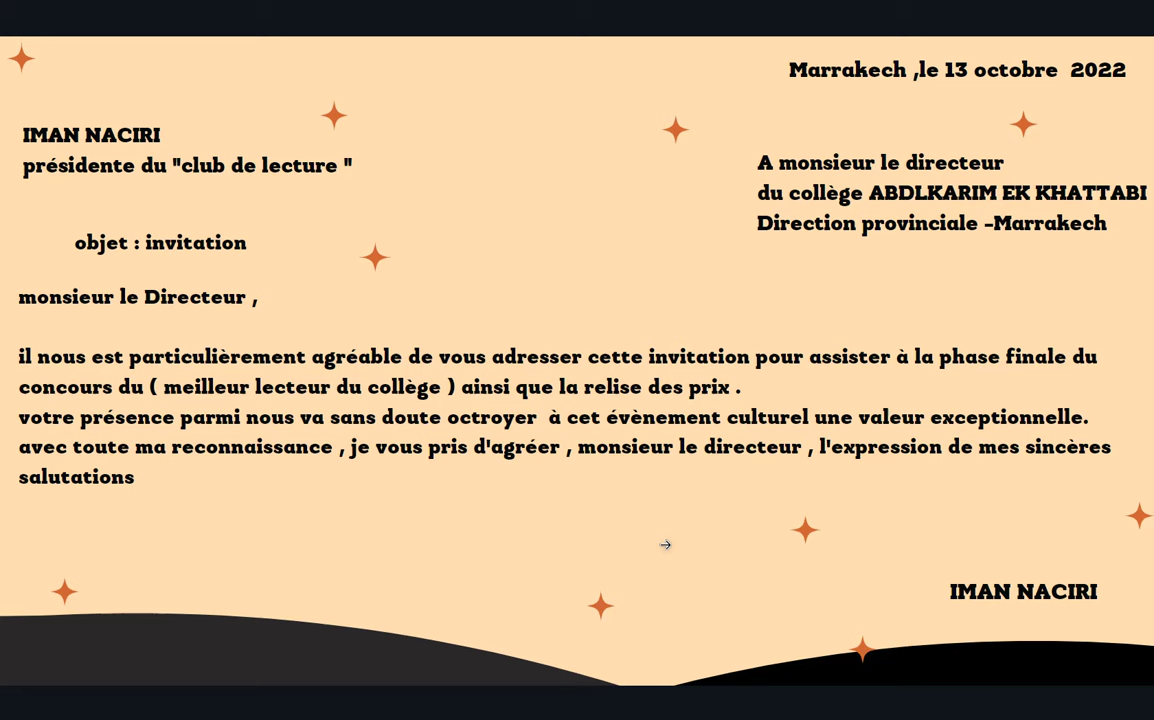 Marrakech ,le 13 octobre 2022
IMAN NACIRI
présidente du "club de lecture "
A monsieur le directeur
du collège ABDLKARIM EK KHATTABI
Direction provinciale -Marrakech
objet : invitation
monsieur le Directeur ,
il nous est particulièrement agréable de vous adresser cette invitation pour assister à la phase finale du
concours du ( meilleur lecteur du collège ) ainsi que la relise des prix .
votre présence parmi nous va sans doute octroyer à cet évènement culturel une valeur exceptionnelle.
avec toute ma reconnaissance , je vous pris d'agréer , monsieur le directeur , l'expression de mes sincères
salutations
IMAN NACIRI